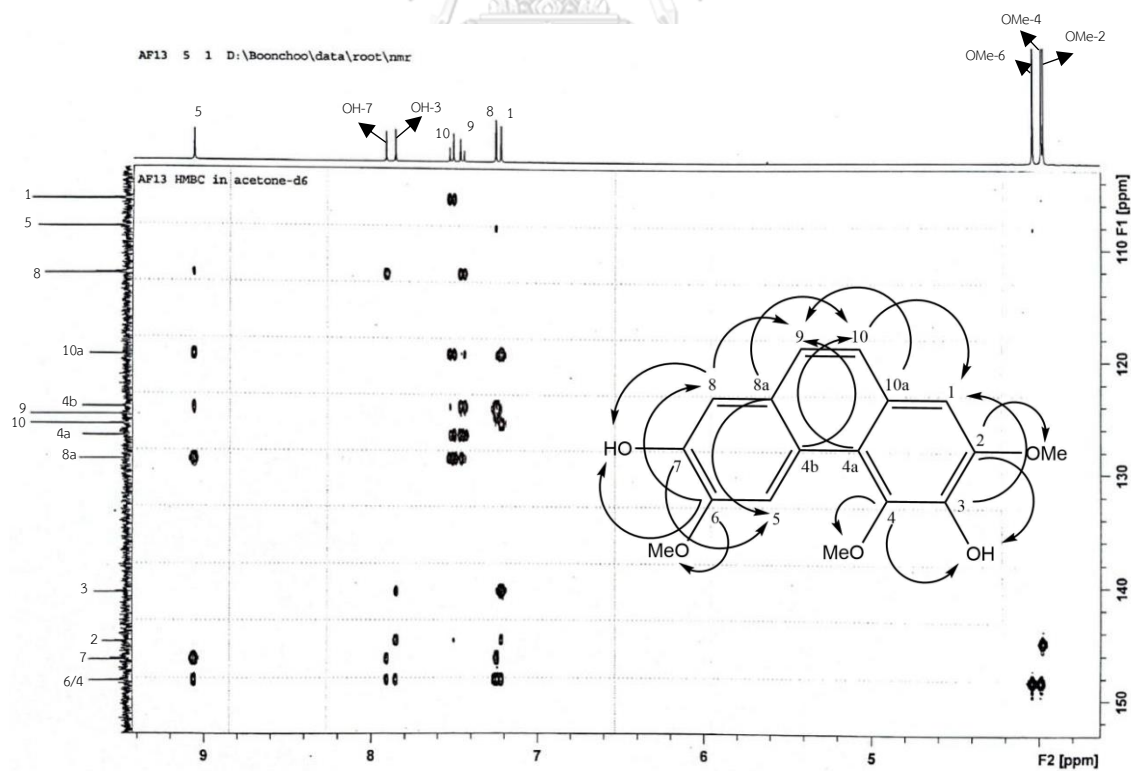 OMe-4
OMe-6
OMe-2
AF13 5 1 D:\Boonchoo\data\root\nmr
5
OH-7
OH-3
10
9
8
1
AF13 HMBC in acetone-d6
1
5
8
10a
4b
9
10
4a
8a
3
2
7
6/4
110
120
130
140
150
F1 [ppm]
9
10
8
8a
10a
1
HO
7
4b
4a
2
OMe
6
5
4
3
MeO
MeO
OH
9
8
7
6
5
F2 [ppm]